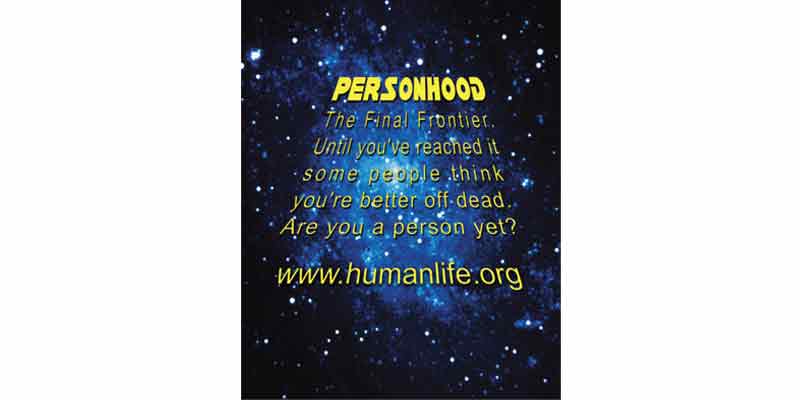 PERSONHOOD
The Final Frontier.
Until you've reached it
some people think
you're better off dead.
Are you a person yet?
www.humanlife.org